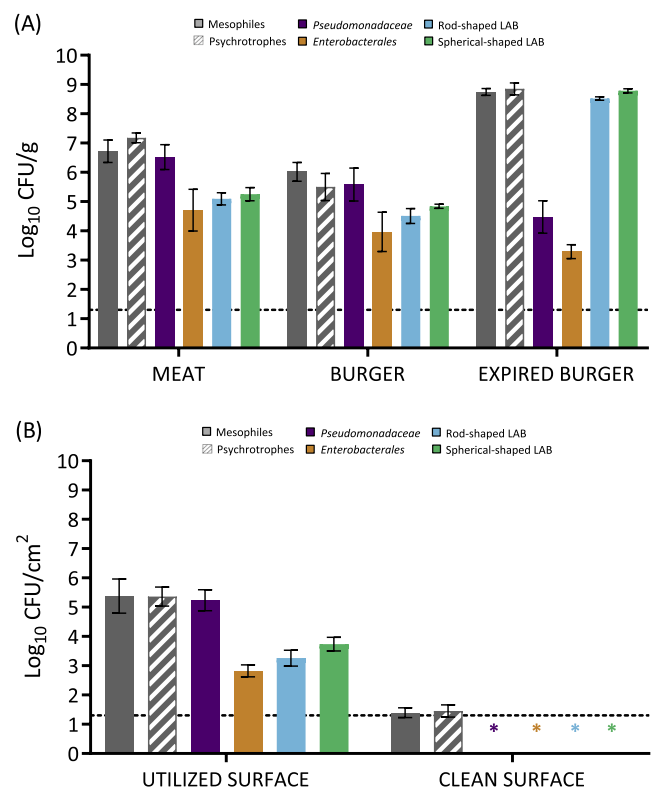 (A)
Mesophiles Pseudomonadaceae Rod-shaped LAB
Psychrotrophes Enterobacterales Spherical-shaped LAB
Log10 CFU/g
10
9
8
7
6
5
4
3
2
1
0
MEAT BURGER EXPIRED BURGER
(B)
Mesophiles Pseudomonadaceae Rod-shaped LAB
Psychrotrophes Enterobacterales Spherical-shaped LAB
Log10 CFU/cm2
10
9
8
7
6
5
4
3
2
1
0
* * * *
UTILIZED SURFACE CLEAN SURFACE